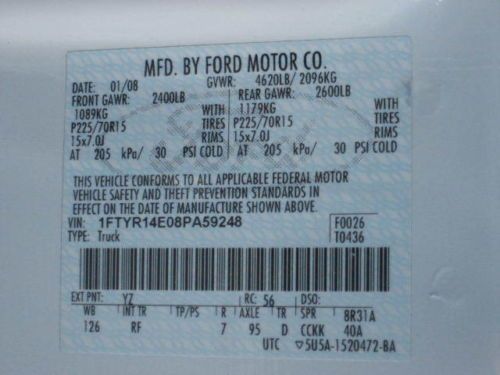 MFD. BY FORD MOTOR CO.
DATE: 01/08 GVWR: 4620LB/ 2096KG
FRONT GAWR: 2400LB REAR GAWR: 2600LB
1089KG WITH 1179KG WITH
P225/70R15 TIRES P225/70R15 TIRES
15x7.0J RIMS 15x7.0J RIMS
AT 205 kPa/ 30 PSI COLD AT 205 kPa/ 30 PSI COLD
THIS VEHICLE CONFORMS TO ALL APPLICABLE FEDERAL MOTOR
VEHICLE SAFETY AND THEFT PREVENTION STANDARDS IN
EFFECT ON THE DATE OF MANUFACTURE SHOWN ABOVE.
VIN: 1FTYR14E08PA59248 F0026
TYPE: Truck T0436
EXT PNT: YZ RC: 56 DSO:
WB INT TR TP/PS R AXLE TR SPR 8R31A
126 RF 7 95 D CCKK 40A
UTC ▽5U5A-1520472-BA